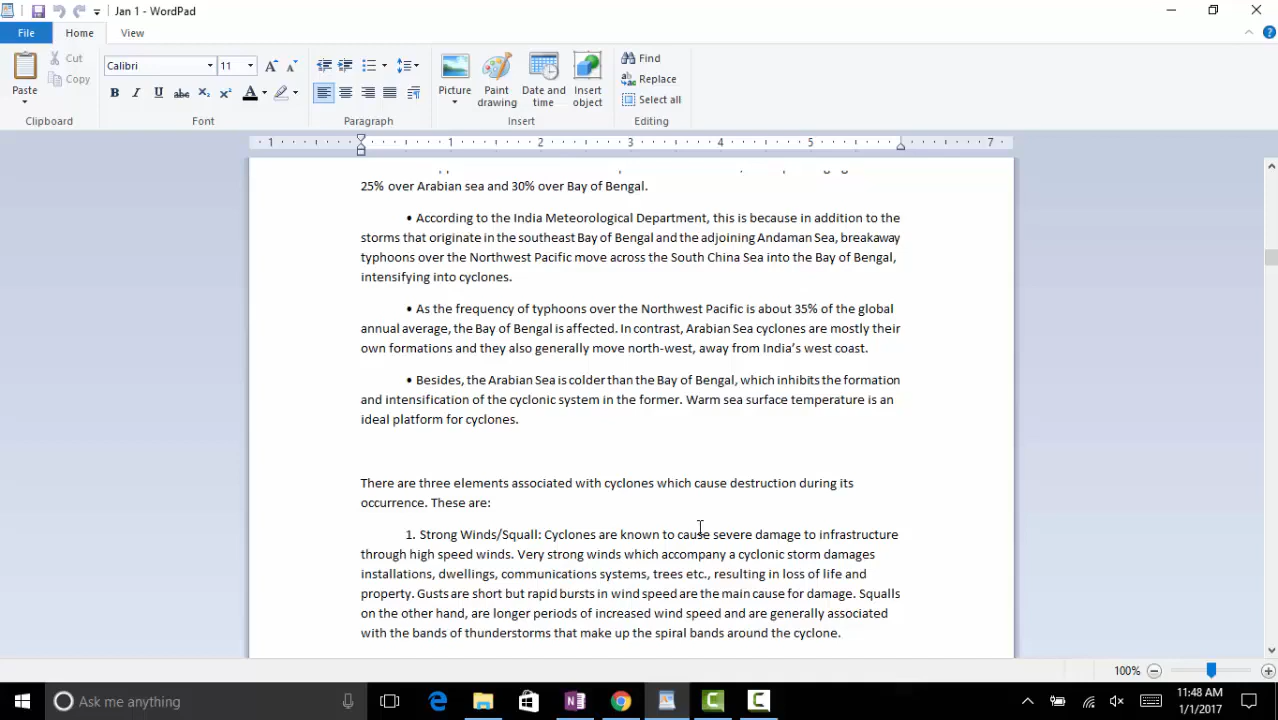 Jan 1 - WordPad
File Home View
Paste
Cut
Copy
Clipboard
Calibri 11
B I U abc X₂ X² A
Font
Paragraph
Picture
Paint drawing
Date and time
Insert object
Insert
Find
Replace
Select all
Editing
1 1 2 3 4 5 7
25% over Arabian sea and 30% over Bay of Bengal.
• According to the India Meteorological Department, this is because in addition to the
storms that originate in the southeast Bay of Bengal and the adjoining Andaman Sea, breakaway
typhoons over the Northwest Pacific move across the South China Sea into the Bay of Bengal,
intensifying into cyclones.
• As the frequency of typhoons over the Northwest Pacific is about 35% of the global
annual average, the Bay of Bengal is affected. In contrast, Arabian Sea cyclones are mostly their
own formations and they also generally move north-west, away from India’s west coast.
• Besides, the Arabian Sea is colder than the Bay of Bengal, which inhibits the formation
and intensification of the cyclonic system in the former. Warm sea surface temperature is an
ideal platform for cyclones.
There are three elements associated with cyclones which cause destruction during its
occurrence. These are:
1. Strong Winds/Squall: Cyclones are known to cause severe damage to infrastructure
through high speed winds. Very strong winds which accompany a cyclonic storm damages
installations, dwellings, communications systems, trees etc., resulting in loss of life and
property. Gusts are short but rapid bursts in wind speed are the main cause for damage. Squalls
on the other hand, are longer periods of increased wind speed and are generally associated
with the bands of thunderstorms that make up the spiral bands around the cyclone.
100%
Ask me anything
11:48 AM
1/1/2017